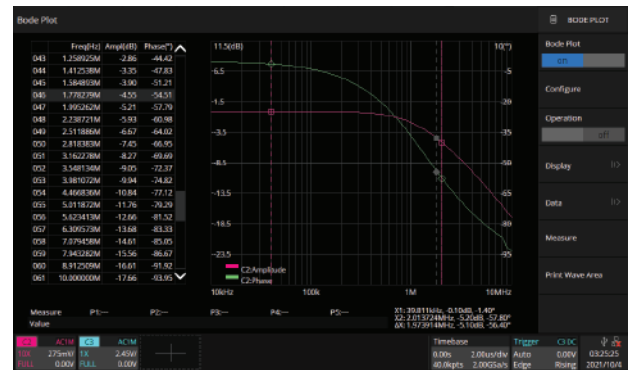 Bode Plot
BODE PLOT
Freq(Hz) Ampl(dB) Phase(°)
043 1.258925M -2.86 -44.42
044 1.412538M -3.35 -47.83
045 1.584893M -3.90 -51.21
046 1.778279M -4.55 -54.51
047 1.995262M -5.21 -57.79
048 2.238721M -5.93 -60.98
049 2.511886M -6.67 -64.02
050 2.818383M -7.45 -66.95
051 3.162278M -8.27 -69.69
052 3.548134M -9.05 -72.37
053 3.981072M -9.94 -74.82
054 4.466836M -10.84 -77.12
055 5.011872M -11.76 -79.29
056 5.623413M -12.66 -81.52
057 6.309573M -13.68 -83.33
058 7.079458M -14.61 -85.05
059 7.943282M -15.56 -86.67
060 8.912509M -16.61 -91.92
061 10.000000M -17.66 -93.95
11.5(dB) 10(°)
6.5 -5
1.5 -20
-3.5 -35
-8.5 -50
-13.5 -65
-18.5 -80
-23.5 -95
C2:Amplitude
C2:Phase
10kHz 100k 1M 10MHz
Bode Plot
on
Configure
Operation
off
Display
Data
Measure
Print Wave Area
Measure P1:--- P2:--- P3:--- P4:--- P5:---
Value
X1: 39.811kHz, -0.10dB, -1.40°
X2: 2.013724MHz, -5.20dB, -57.80°
ΔX: 1.973914MHz, -5.10dB, -56.40°
C2 AC1M
10X 275mV/
FULL 0.00V
C3 AC1M
1X 2.45V/
FULL 0.00V
Timebase
0.00s 2.00us/div
40.0kpts 2.00GSa/s
Trigger C3 DC
Auto 0.00V
Edge Rising
03:25:25
2021/10/4